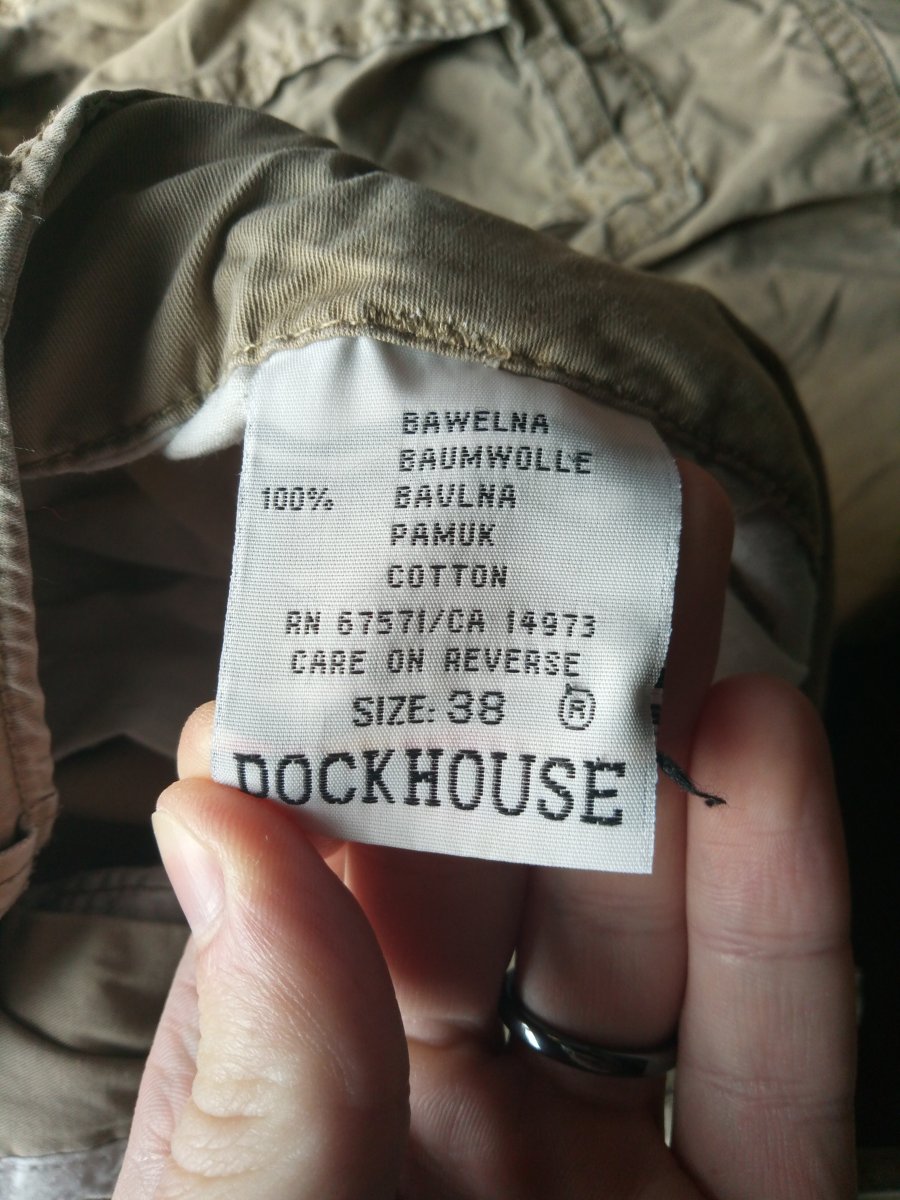 BAWELNA
BAUMWOLLE
100% BAVLNA
PAMUK
COTTON
RN 67571/CA 14973
CARE ON REVERSE
SIZE: 38 ®
DOCKHOUSE